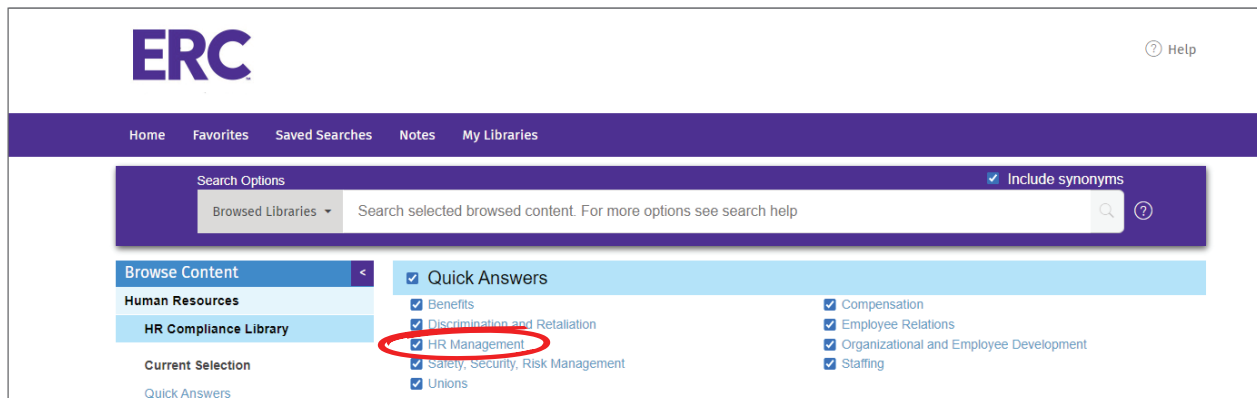 ERC
? Help
Home Favorites Saved Searches Notes My Libraries
Search Options
Include synonyms
Browsed Libraries
Search selected browsed content. For more options see search help
?
Browse Content <
Human Resources
HR Compliance Library
Current Selection
Quick Answers
Quick Answers
Benefits
Discrimination and Retaliation
HR Management
Safety, Security, Risk Management
Unions
Compensation
Employee Relations
Organizational and Employee Development
Staffing